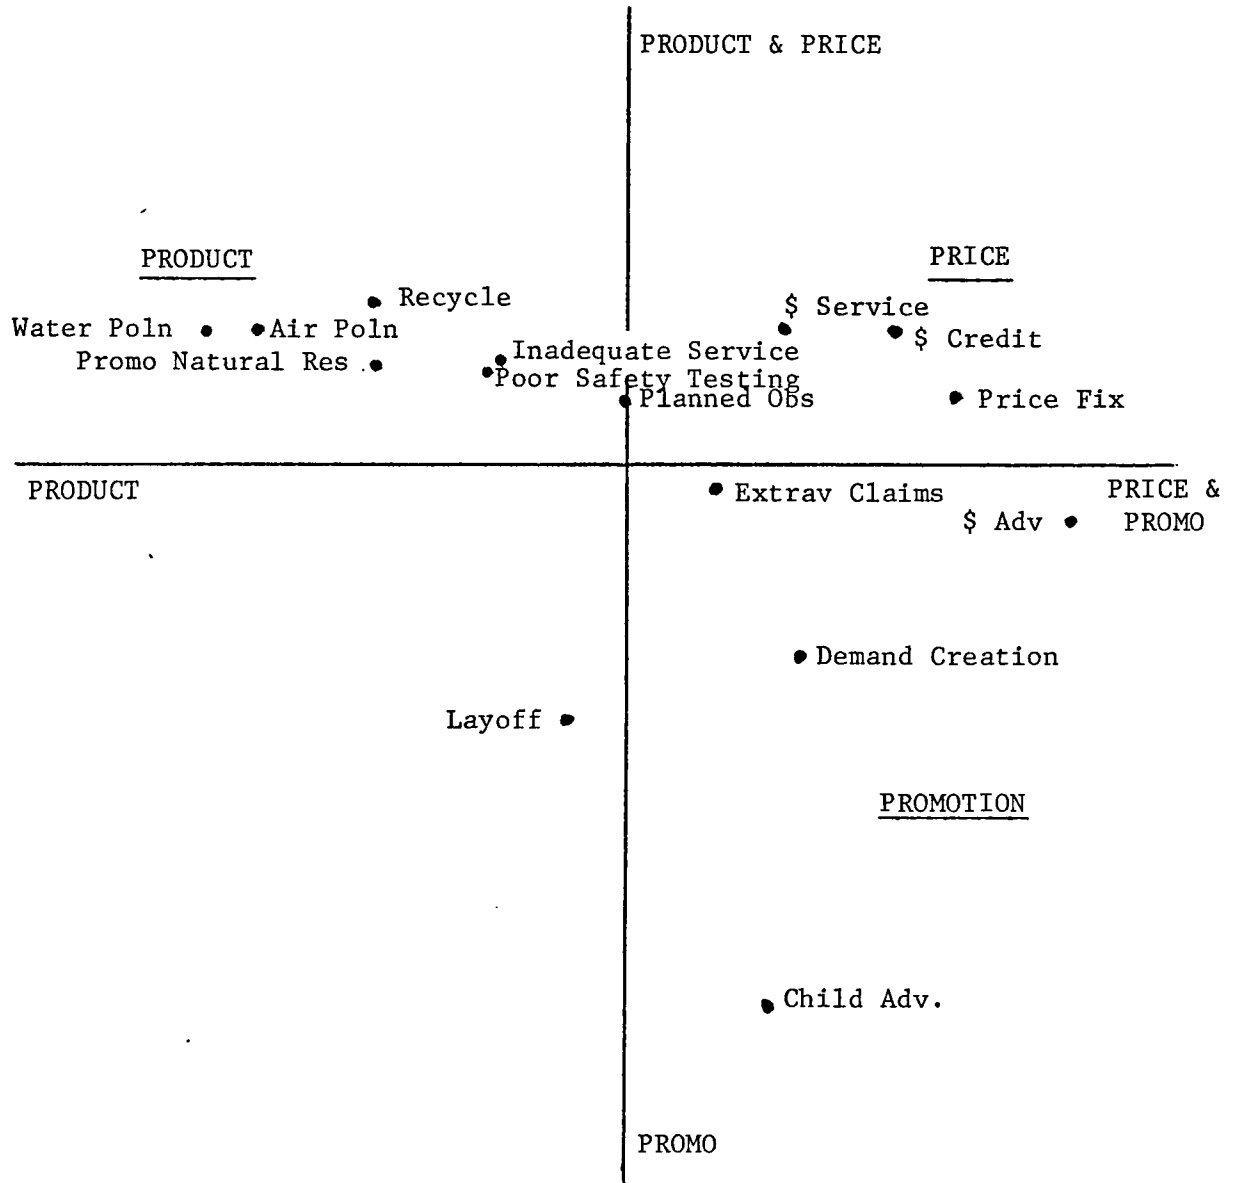 PRODUCT & PRICE
PRODUCT
PRICE
Recycle
$ Service
Water Poln
Air Poln
$ Credit
Promo Natural Res
Inadequate Service
Poor Safety Testing
Planned Obs
Price Fix
PRODUCT
Extrav Claims
PRICE &
PROMO
$ Adv
Demand Creation
Layoff
PROMOTION
Child Adv.
PROMO